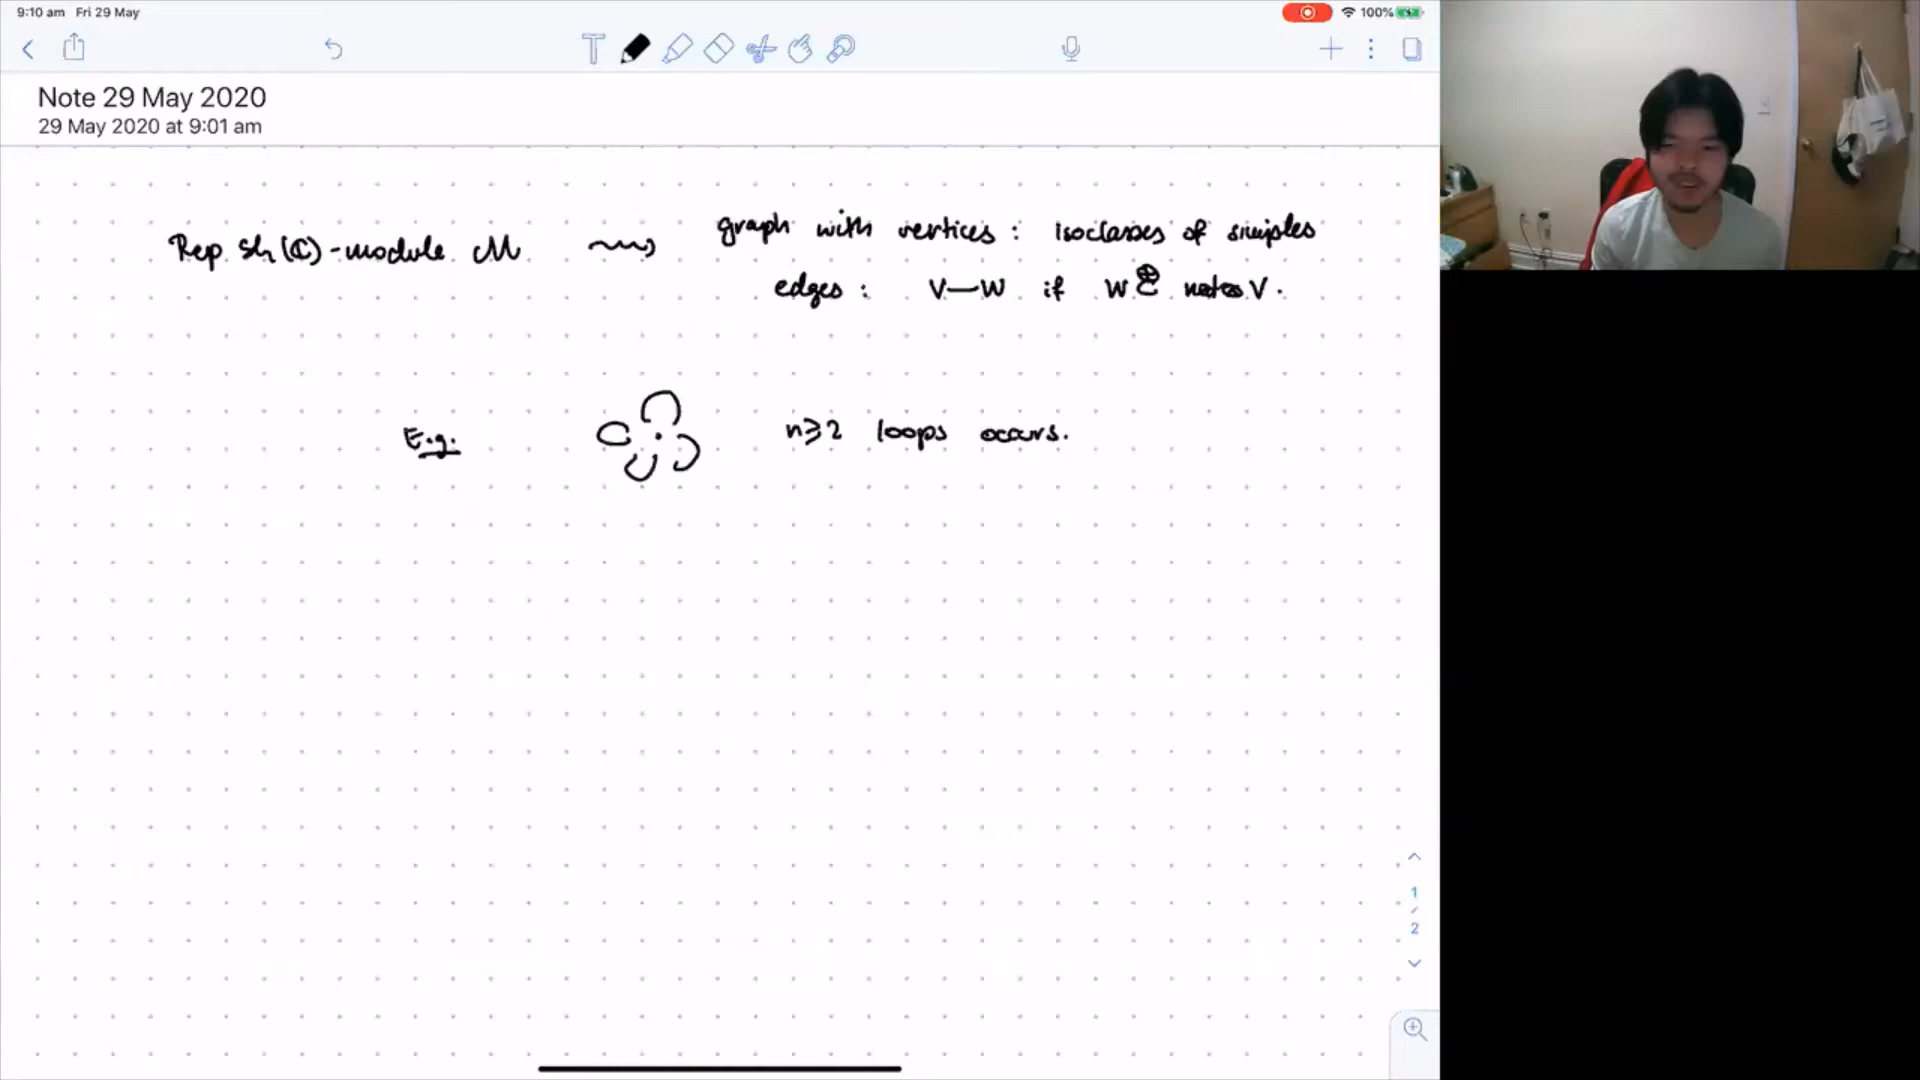 9:10 am Fri 29 May
100%
Note 29 May 2020
29 May 2020 at 9:01 am
Rep Sl₂(ℂ)-module M ⇝ graph with vertices : isoclasses of simples
edges : V—W if W ⊕ V.
E.g. n⩾2 loops occurs.
1
/
2